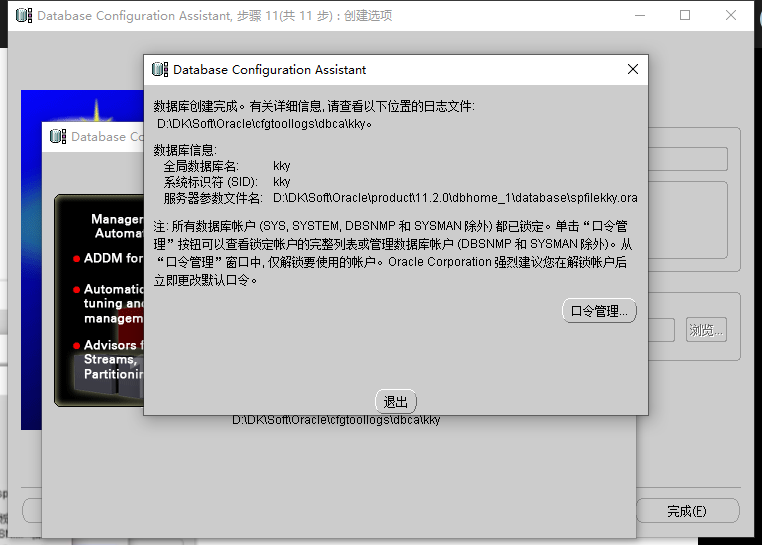 Database Configuration Assistant, 步骤 11(共 11 步) : 创建选项
Database Configuration Assistant
数据库创建完成。有关详细信息, 请查看以下位置的日志文件:
D:\DK\Soft\Oracle\cfgtoollogs\dbca\kky。
数据库信息:
全局数据库名: kky
系统标识符 (SID): kky
服务器参数文件名: D:\DK\Soft\Oracle\product\11.2.0\dbhome_1\database\spfilekky.ora
注: 所有数据库帐户 (SYS, SYSTEM, DBSNMP 和 SYSMAN 除外) 都已锁定。单击“口令管
理”按钮可以查看锁定帐户的完整列表或管理数据库帐户 (DBSNMP 和 SYSMAN 除外)。从
“口令管理”窗口中, 仅解锁要使用的帐户。Oracle Corporation 强烈建议您在解锁帐户后
立即更改默认口令。
口令管理...
退出
Database Co
Manage
Automa
ADDM for
Automatic
tuning and
managem
Advisors f
Streams,
Partitionin
D:\DK\Soft\Oracle\cfgtoollogs\dbca\kky
浏览...
完成(F)